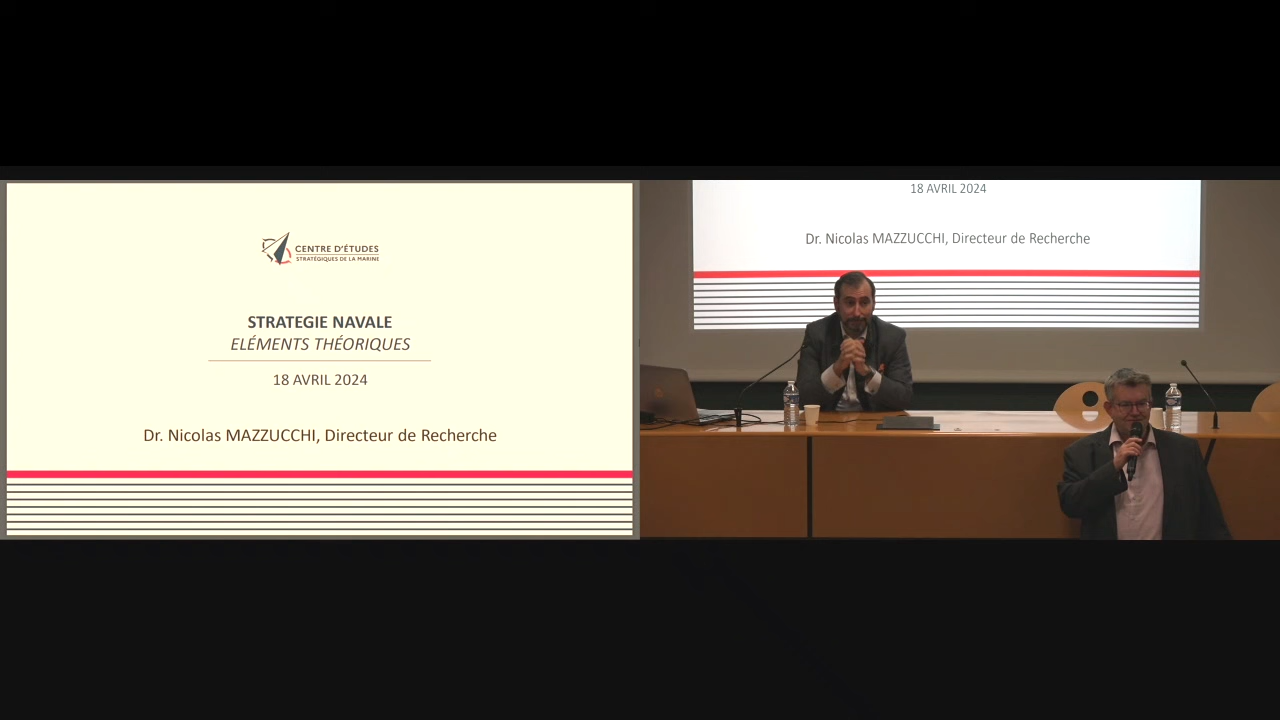 CENTRE D'ÉTUDES
STRATÉGIQUES DE LA MARINE
STRATEGIE NAVALE
ELÉMENTS THÉORIQUES
18 AVRIL 2024
Dr. Nicolas MAZZUCCHI, Directeur de Recherche
18 AVRIL 2024
Dr. Nicolas MAZZUCCHI, Directeur de Recherche